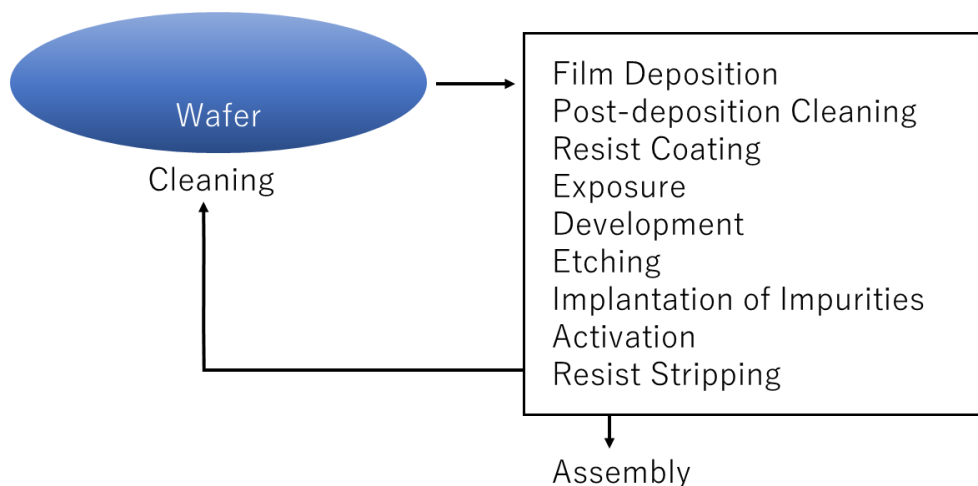 Wafer
Cleaning
Film Deposition
Post-deposition Cleaning
Resist Coating
Exposure
Development
Etching
Implantation of Impurities
Activation
Resist Stripping
Assembly